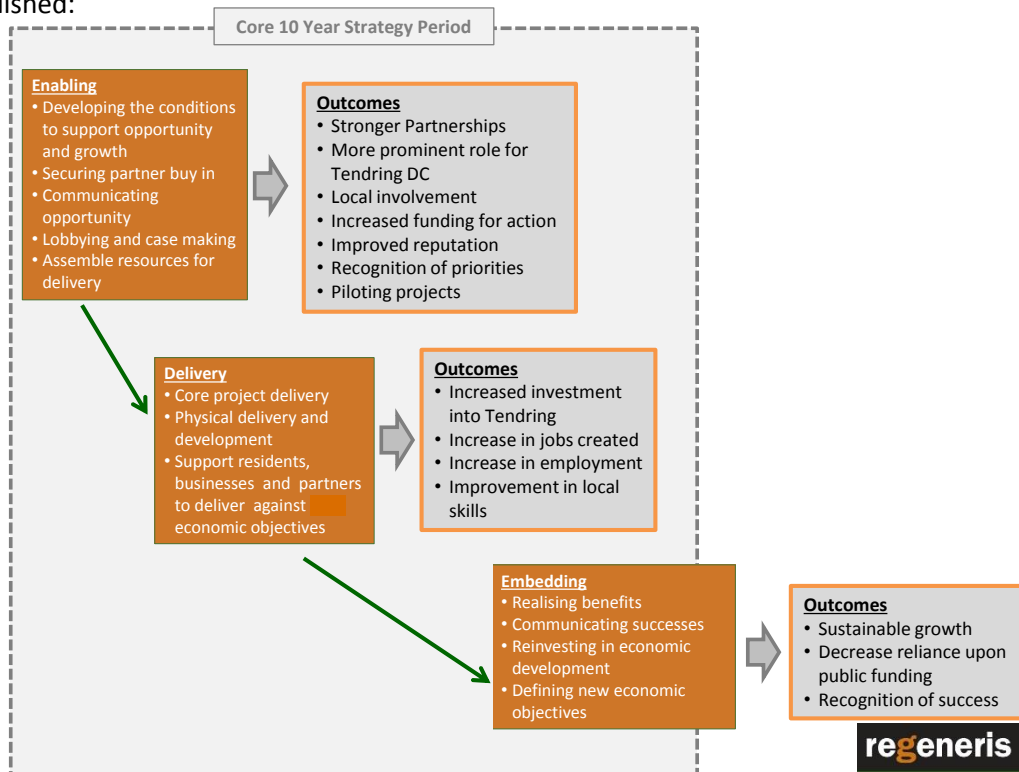 lished:
Core 10 Year Strategy Period
Enabling
• Developing the conditions
to support opportunity
and growth
• Securing partner buy in
• Communicating
opportunity
• Lobbying and case making
• Assemble resources for
delivery
Outcomes
• Stronger Partnerships
• More prominent role for
Tendring DC
• Local involvement
• Increased funding for action
• Improved reputation
• Recognition of priorities
• Piloting projects
Delivery
• Core project delivery
• Physical delivery and
development
• Support residents,
businesses and partners
to deliver against
economic objectives
Outcomes
• Increased investment
into Tendring
• Increase in jobs created
• Increase in employment
• Improvement in local
skills
Embedding
• Realising benefits
• Communicating successes
• Reinvesting in economic
development
• Defining new economic
objectives
Outcomes
• Sustainable growth
• Decrease reliance upon
public funding
• Recognition of success
regeneris